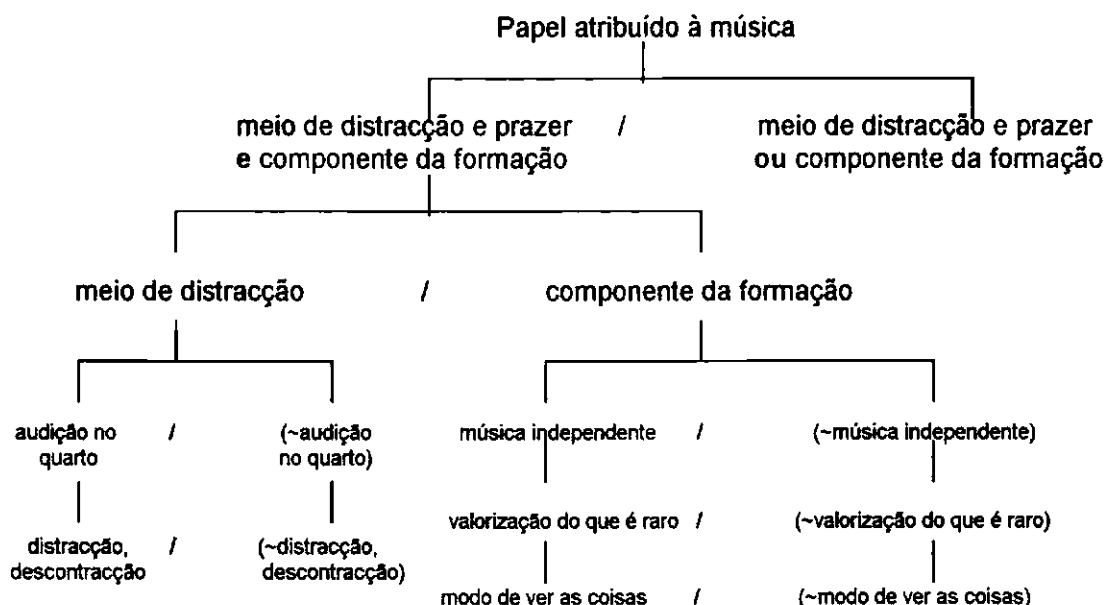 Papel atribuído à música
meio de distracção e prazer / meio de distracção e prazer
e componente da formação ou componente da formação
meio de distracção / componente da formação
audição no / (~audição música independente / (~música independente)
quarto no quarto)
valorização do que é raro / (~valorização do que é raro)
distracção, / (~distracção,
descontracção descontracção)
modo de ver as coisas / (~modo de ver as coisas)